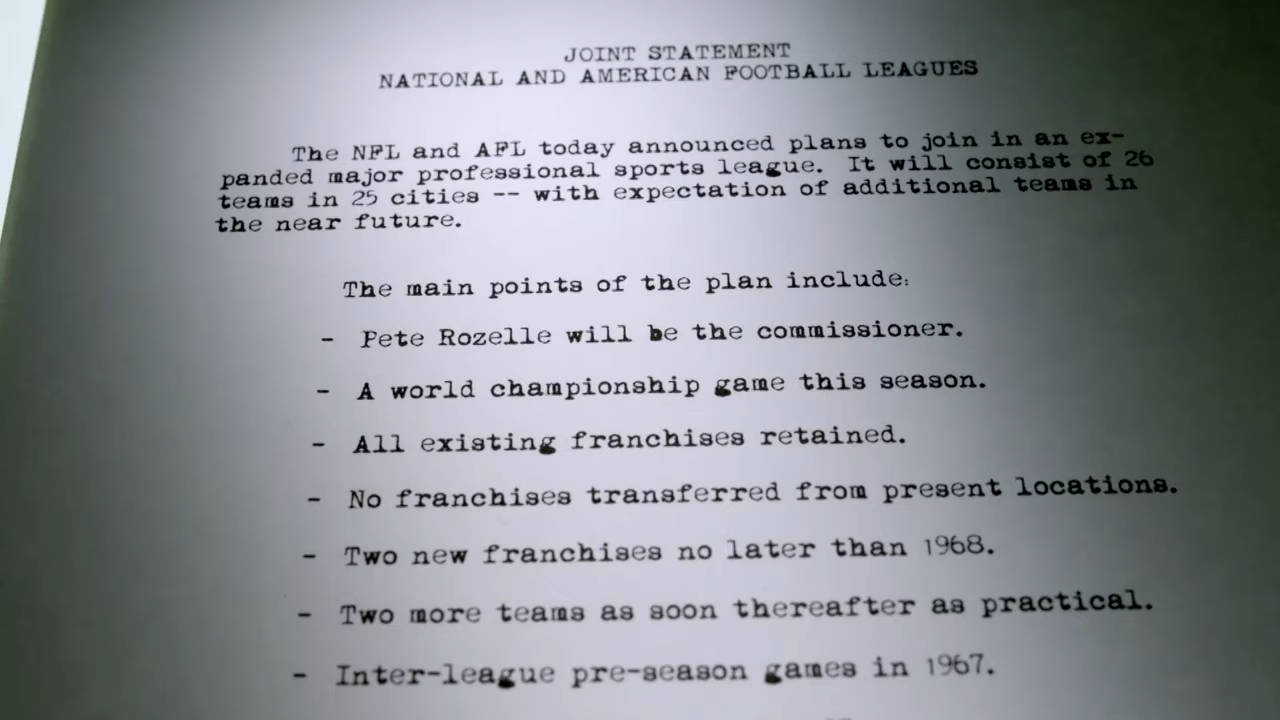 JOINT STATEMENT
NATIONAL AND AMERICAN FOOTBALL LEAGUES
The NFL and AFL today announced plans to join in an ex-
panded major professional sports league. It will consist of 26
teams in 25 cities -- with expectation of additional teams in
the near future.
The main points of the plan include:
- Pete Rozelle will be the commissioner.
- A world championship game this season.
- All existing franchises retained.
- No franchises transferred from present locations.
- Two new franchises no later than 1968.
- Two more teams as soon thereafter as practical.
- Inter-league pre-season games in 1967.